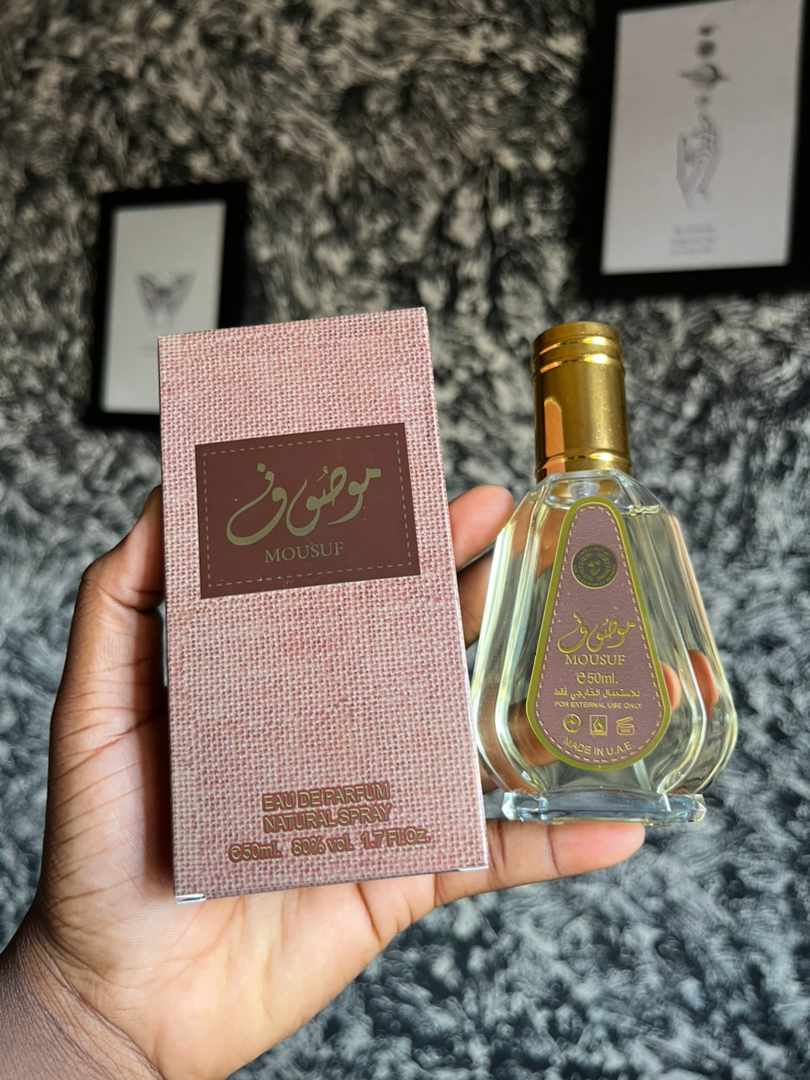 موصوف
MOUSUF
EAU DE PARFUM
NATURAL SPRAY
℮50ml. 80% vol. 1.7 Fl.Oz.
موصوف
MOUSUF
℮50ml.
للاستعمال الخارجي فقط
FOR EXTERNAL USE ONLY
MADE IN U.A.E